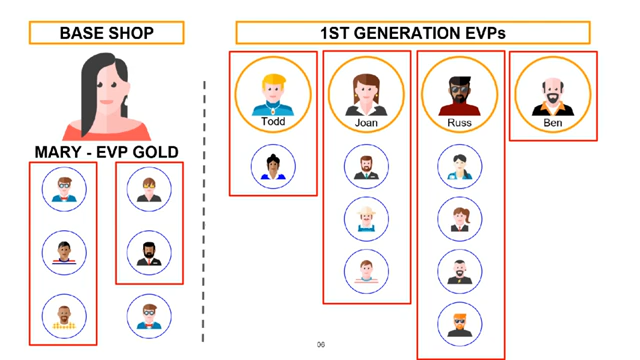 BASE SHOP
1ST GENERATION EVPs
MARY - EVP GOLD
Todd
Joan
Russ
Ben
06